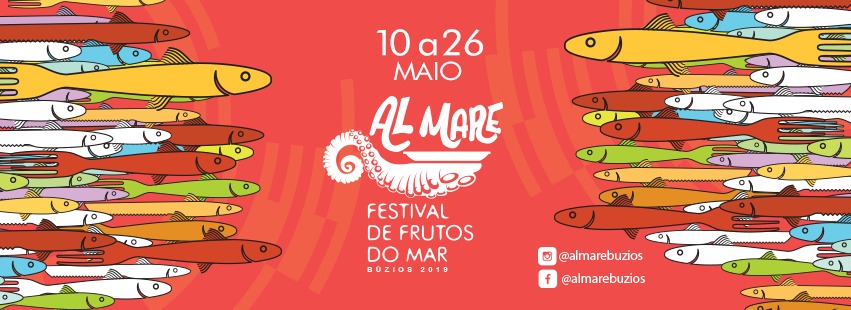 10 a 26
MAIO
AL MARE
FESTIVAL
DE FRUTOS
DO MAR
BÚZIOS 2019
@almarebuzios
@almarebuzios